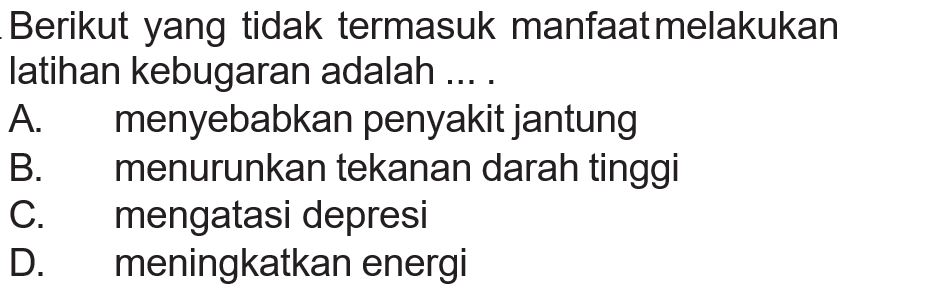 Berikut yang tidak termasuk manfaat melakukan
latihan kebugaran adalah ... .
A. menyebabkan penyakit jantung
B. menurunkan tekanan darah tinggi
C. mengatasi depresi
D. meningkatkan energi